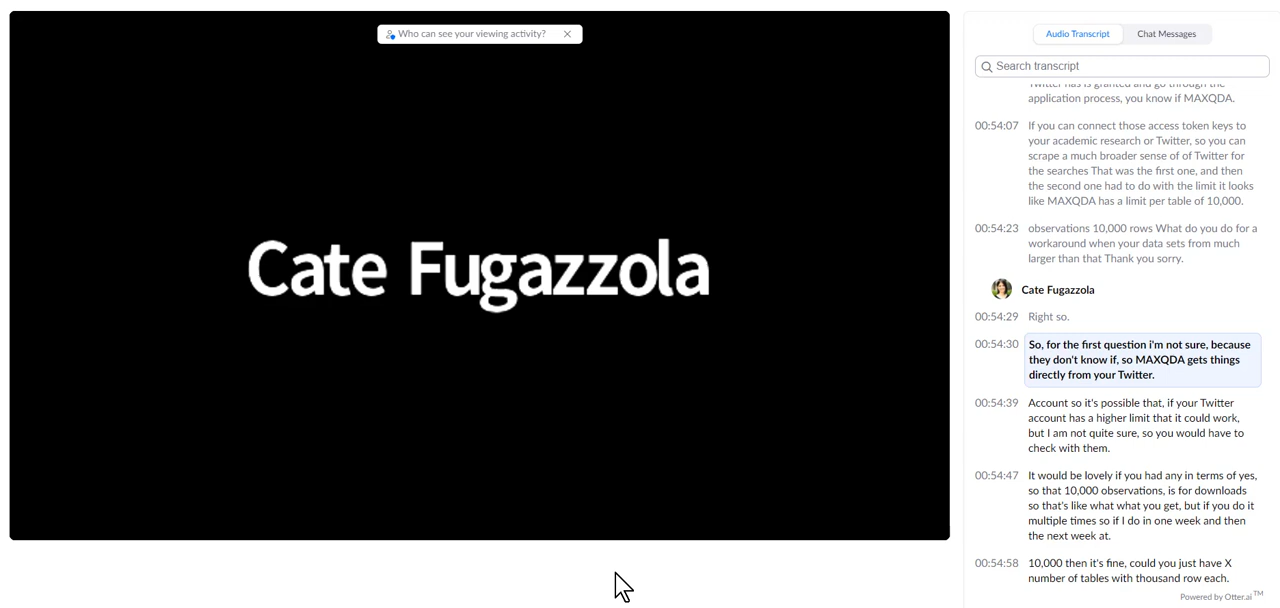 Who can see your viewing activity?
Cate Fugazzola
Audio Transcript
Chat Messages
Search transcript
Twitter has is granted and go through the
application process, you know if MAXQDA.
00:54:07
If you can connect those access token keys to
your academic research or Twitter, so you can
scrape a much broader sense of of Twitter for
the searches That was the first one, and then
the second one had to do with the limit it looks
like MAXQDA has a limit per table of 10,000.
00:54:23
observations 10,000 rows What do you do for a
workaround when your data sets from much
larger than that Thank you sorry.
Cate Fugazzola
00:54:29
Right so.
00:54:30
So, for the first question i'm not sure, because
they don't know if, so MAXQDA gets things
directly from your Twitter.
00:54:39
Account so it's possible that, if your Twitter
account has a higher limit that it could work,
but I am not quite sure, so you would have to
check with them.
00:54:47
It would be lovely if you had any in terms of yes,
so that 10,000 observations, is for downloads
so that's like what what you get, but if you do it
multiple times so if I do in one week and then
the next week at.
00:54:58
10,000 then it's fine, could you just have X
number of tables with thousand row each.
Powered by Otter.ai TM